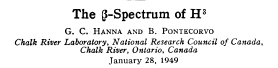 The β-Spectrum of H³
G. C. HANNA AND B. PONTECORVO
Chalk River Laboratory, National Research Council of Canada,
Chalk River, Ontario, Canada
January 28, 1949